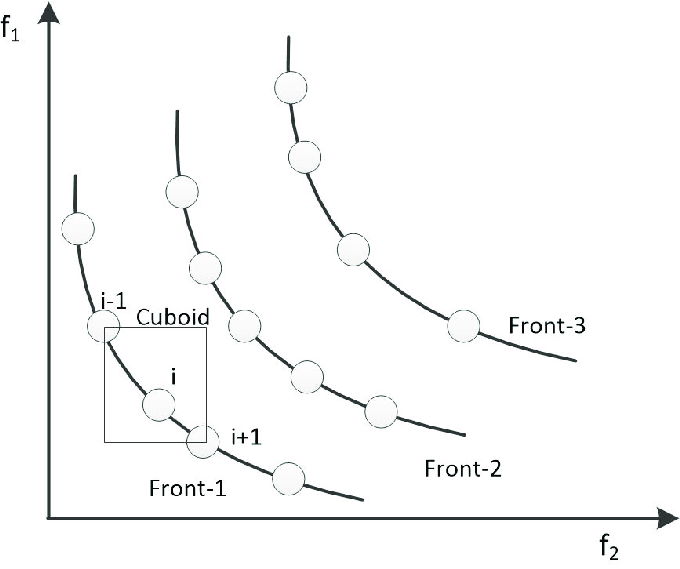 f1
i-1
Cuboid
Front-3
i
i+1
Front-2
Front-1
f2